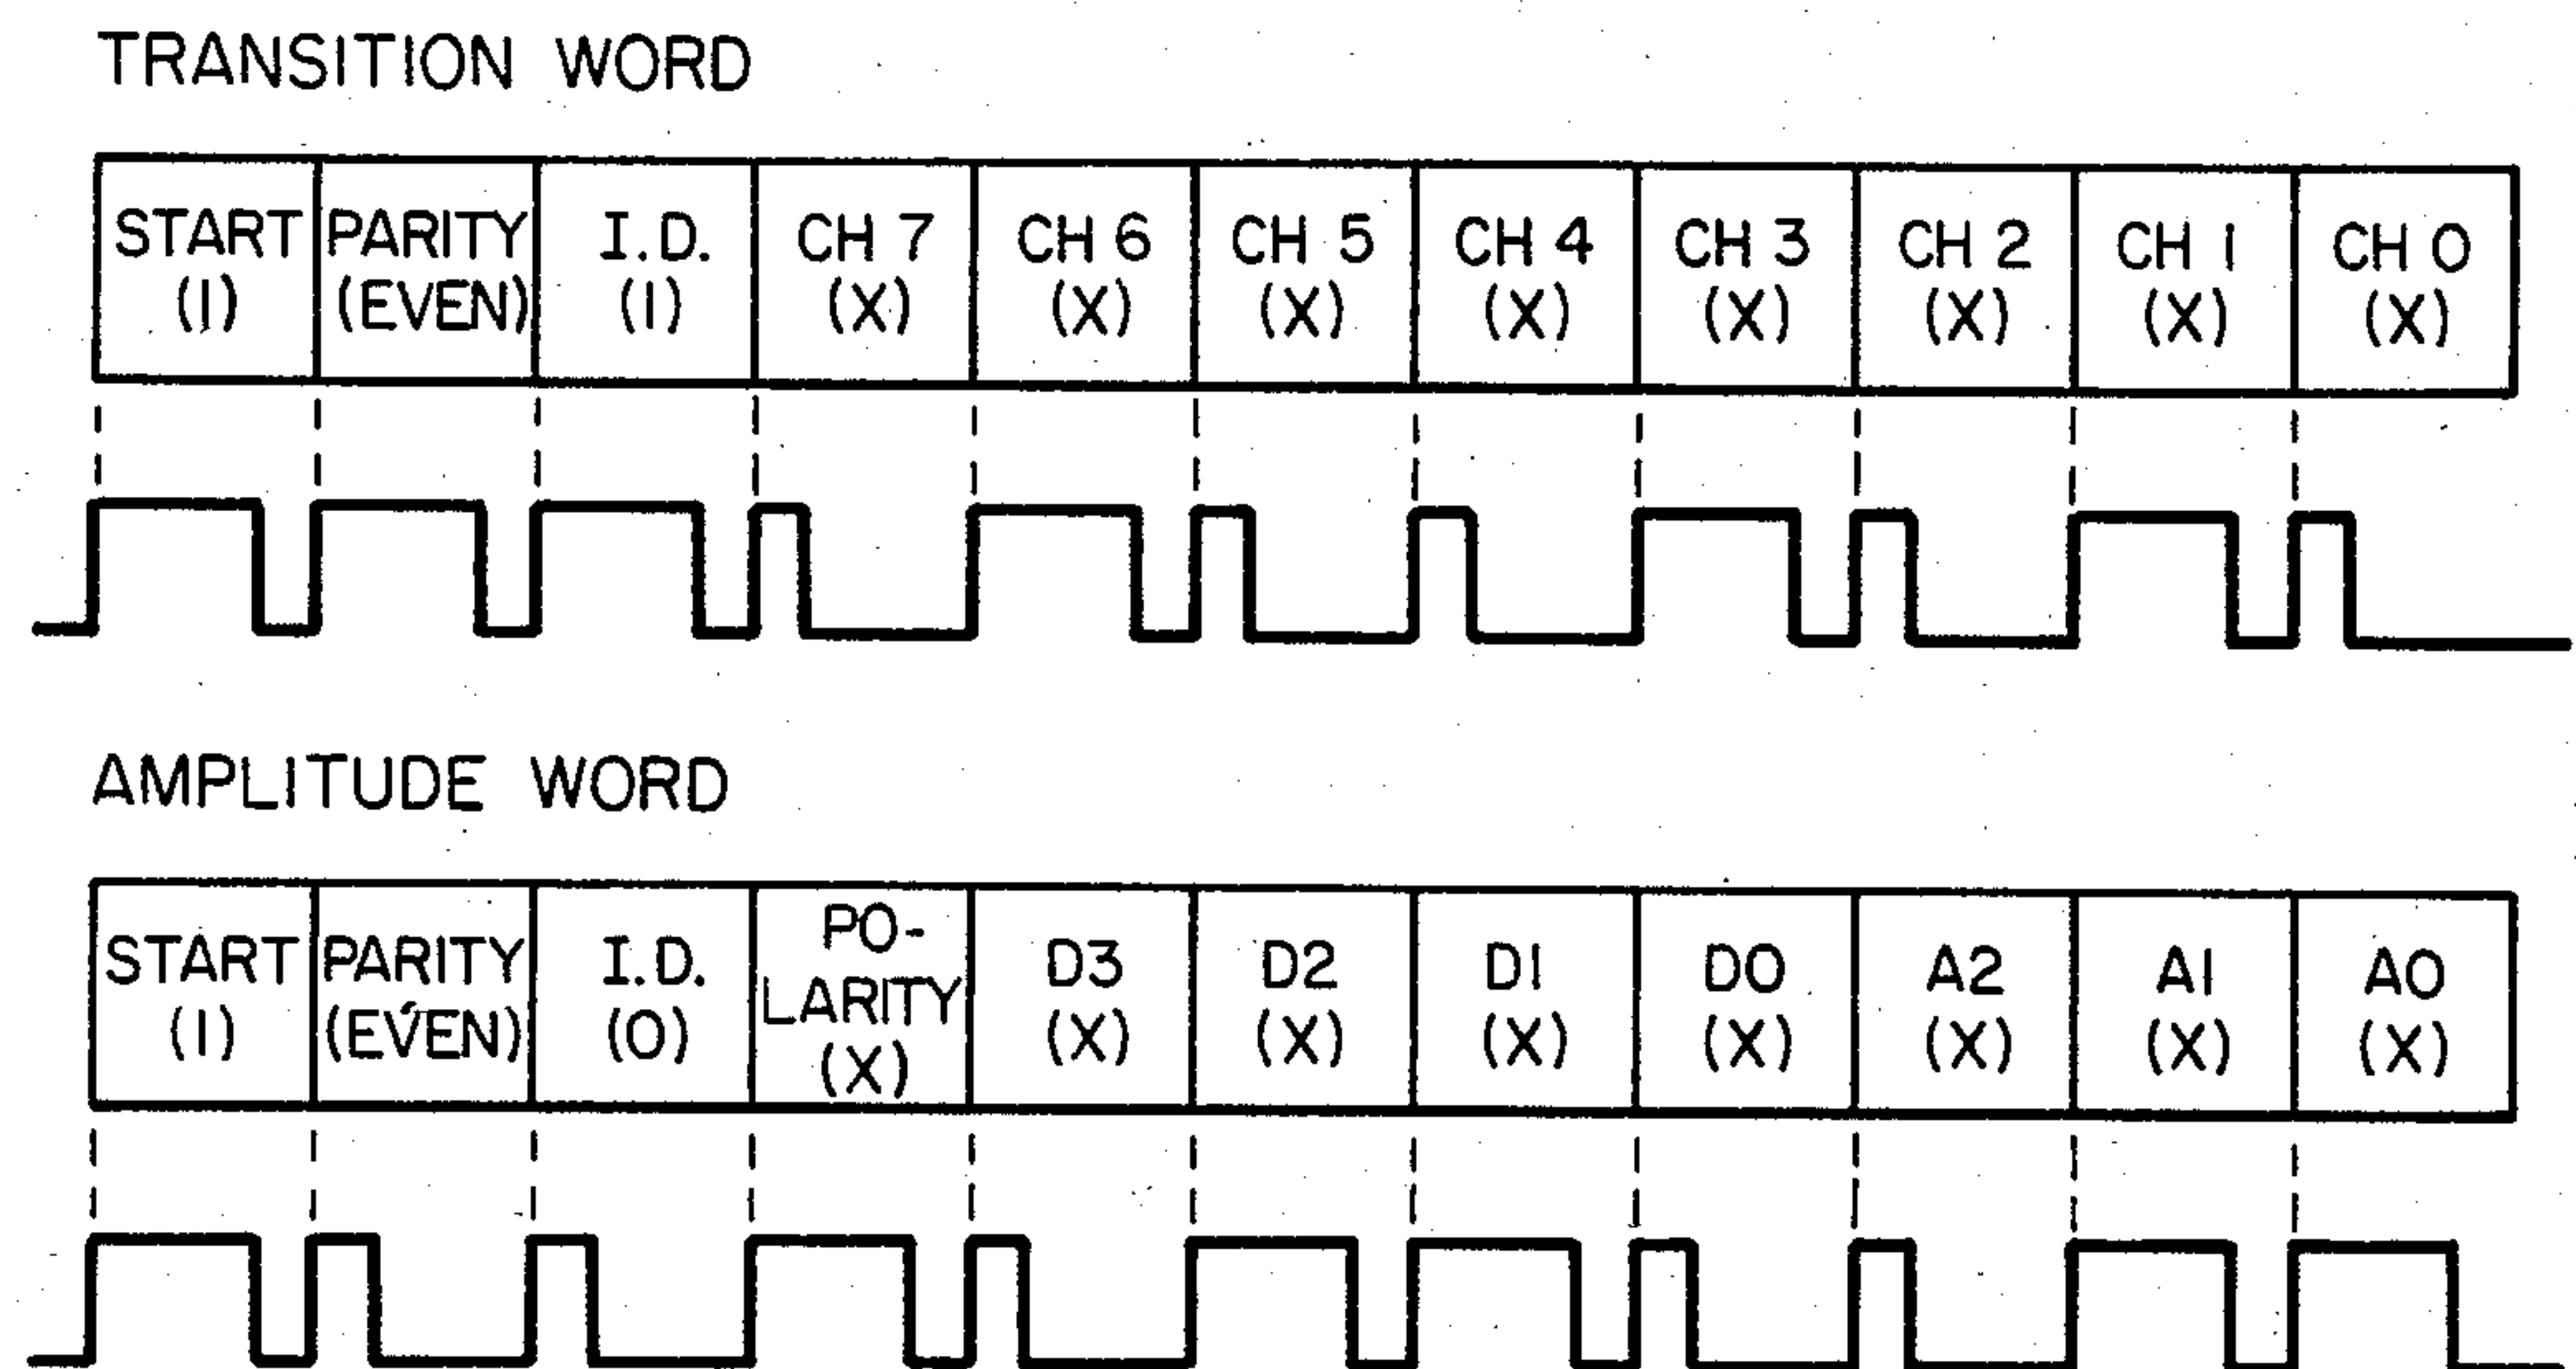 TRANSITION WORD
START PARITY I.D. CH 7 CH 6 CH 5 CH 4 CH 3 CH 2 CH 1 CH 0
(1) (EVEN) (1) (X) (X) (X) (X) (X) (X) (X) (X)
AMPLITUDE WORD
START (1)
PARITY (EVEN)
I.D. (0)
PO-
LARITY
(X)
D3 (X)
D2 (X)
D1 (X)
D0 (X)
A2 (X)
A1 (X)
A0 (X)